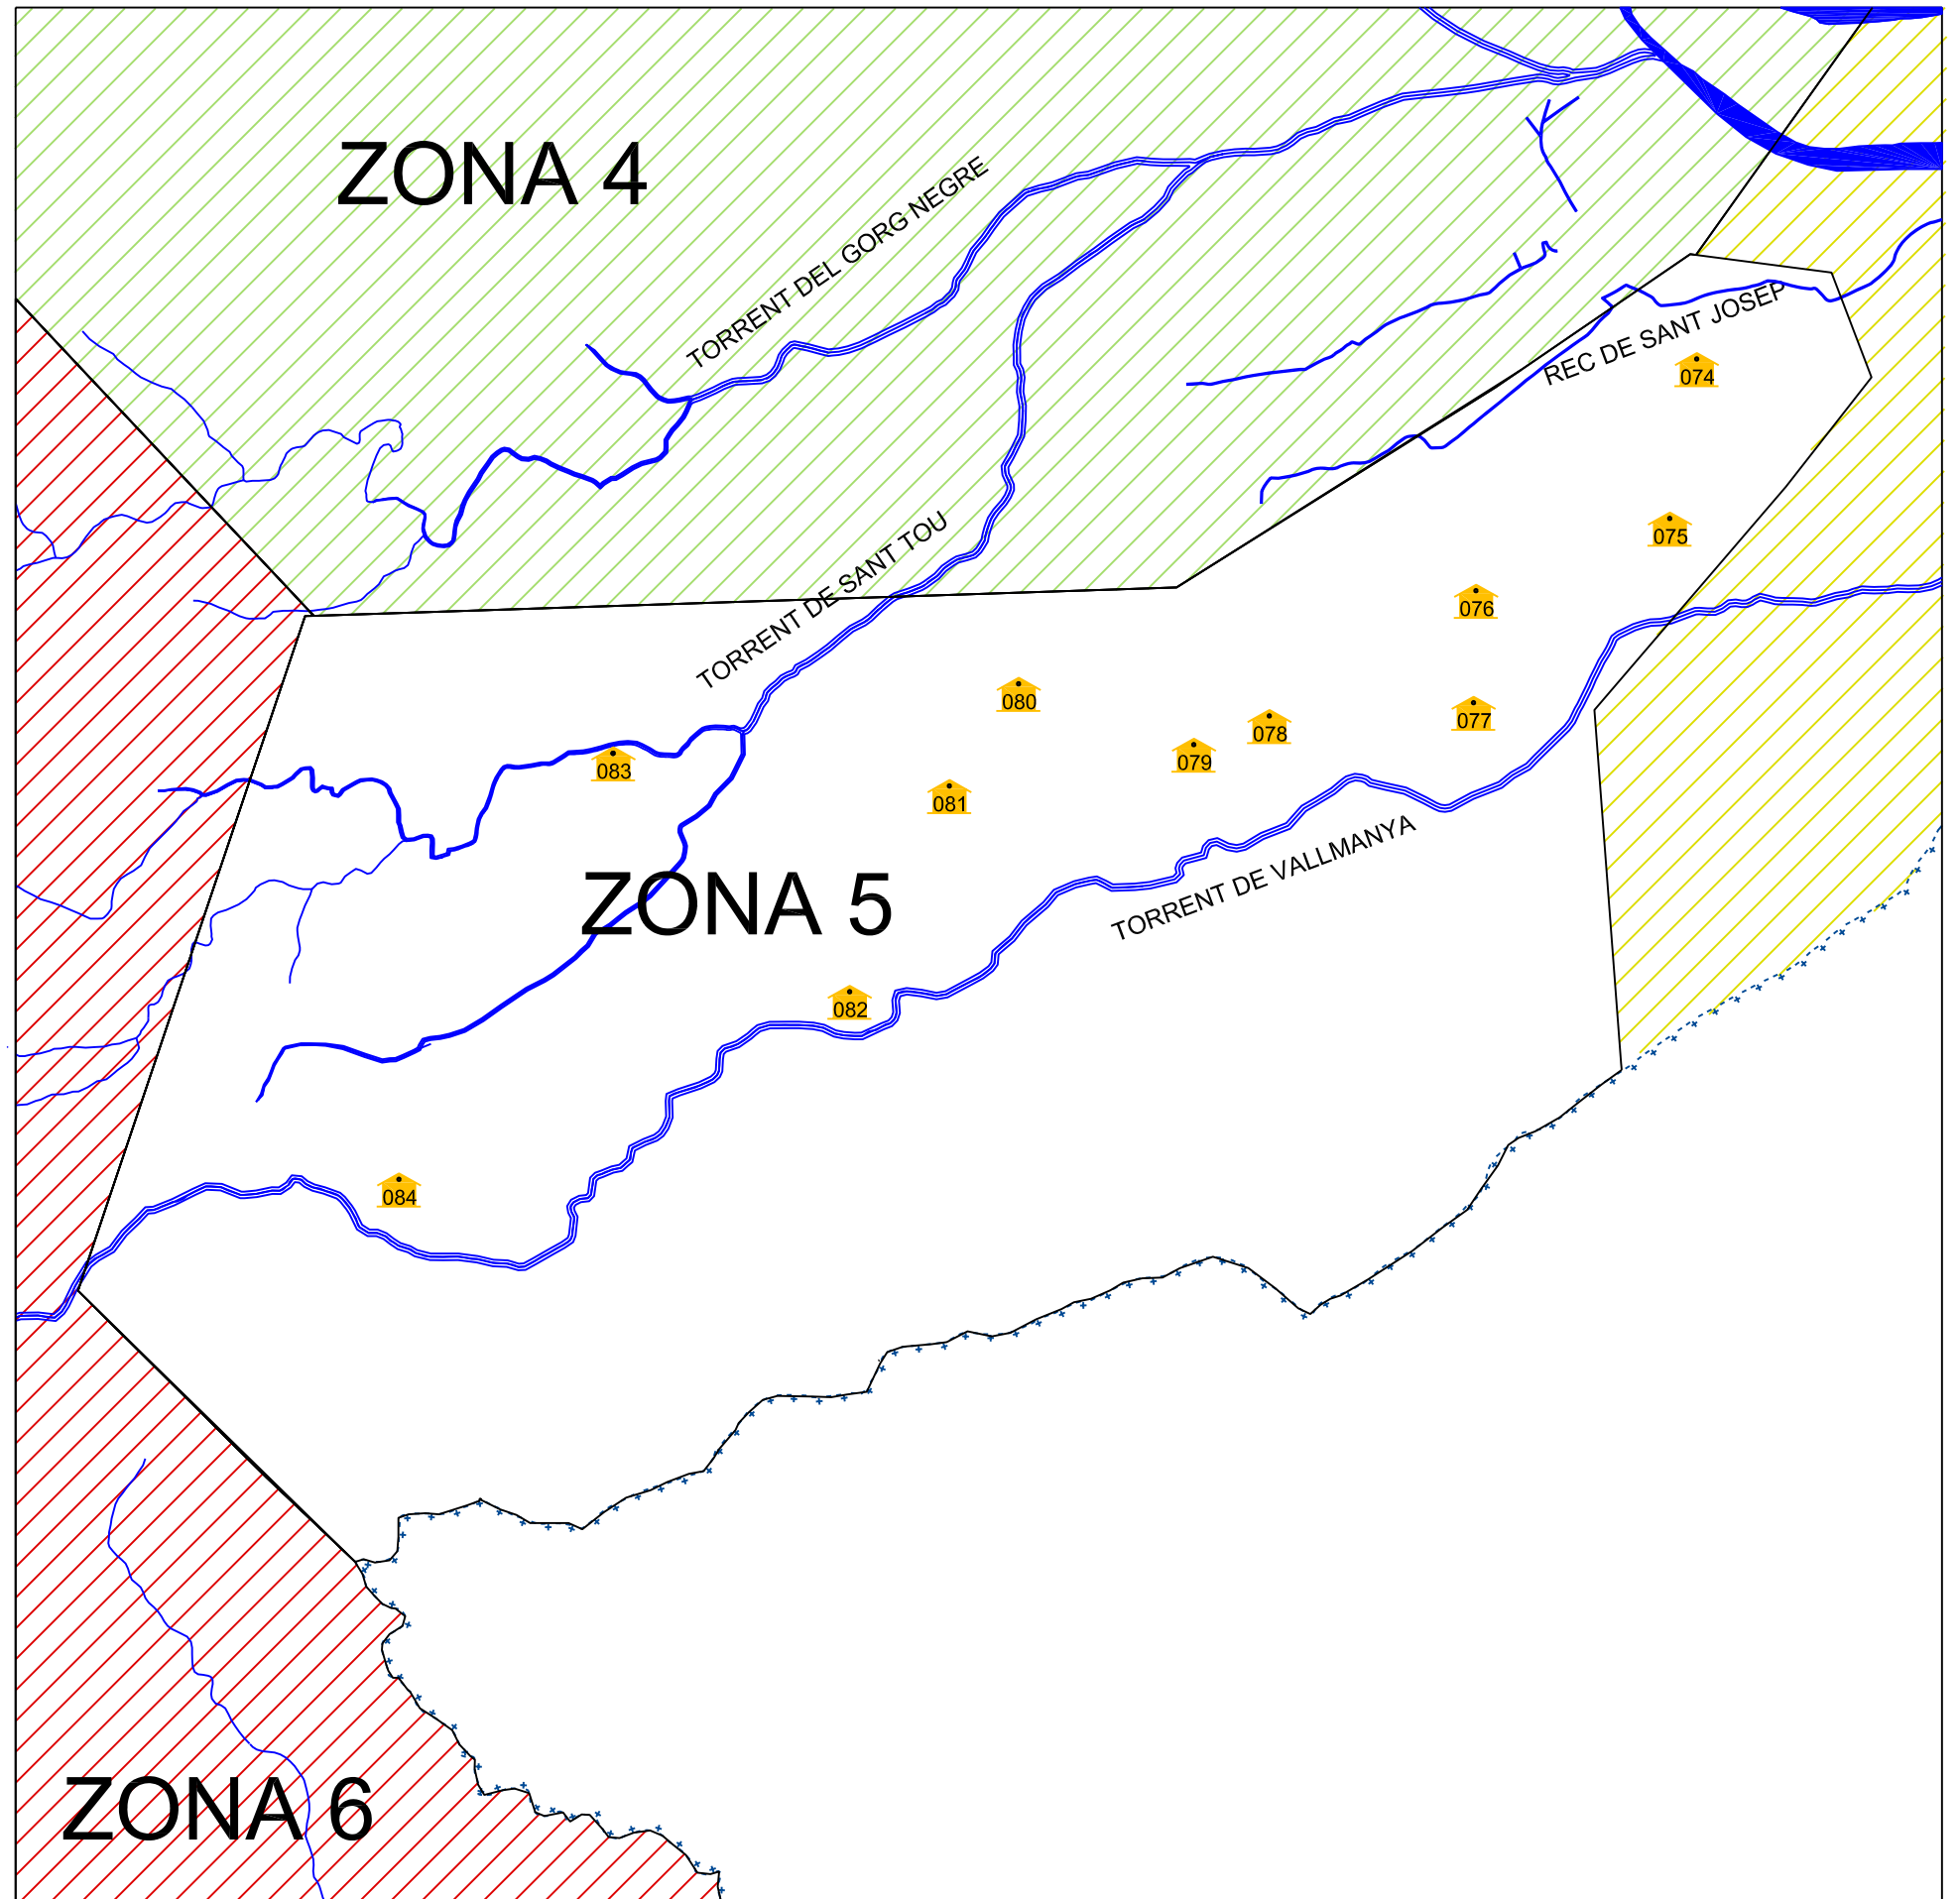 ZONA 4
TORRENT DEL GORG NEGRE
REC DE SANT JOSEP
074
075
TORRENT DE SANT TOU
076
080
077
078
079
083
081
TORRENT DE VALLMANYA
ZONA 5
082
084
ZONA 6